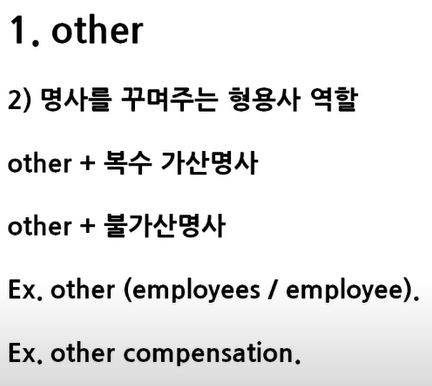 1. other
2) 명사를 꾸며주는 형용사 역할
other + 복수 가산명사
other + 불가산명사
Ex. other (employees / employee).
Ex. other compensation.